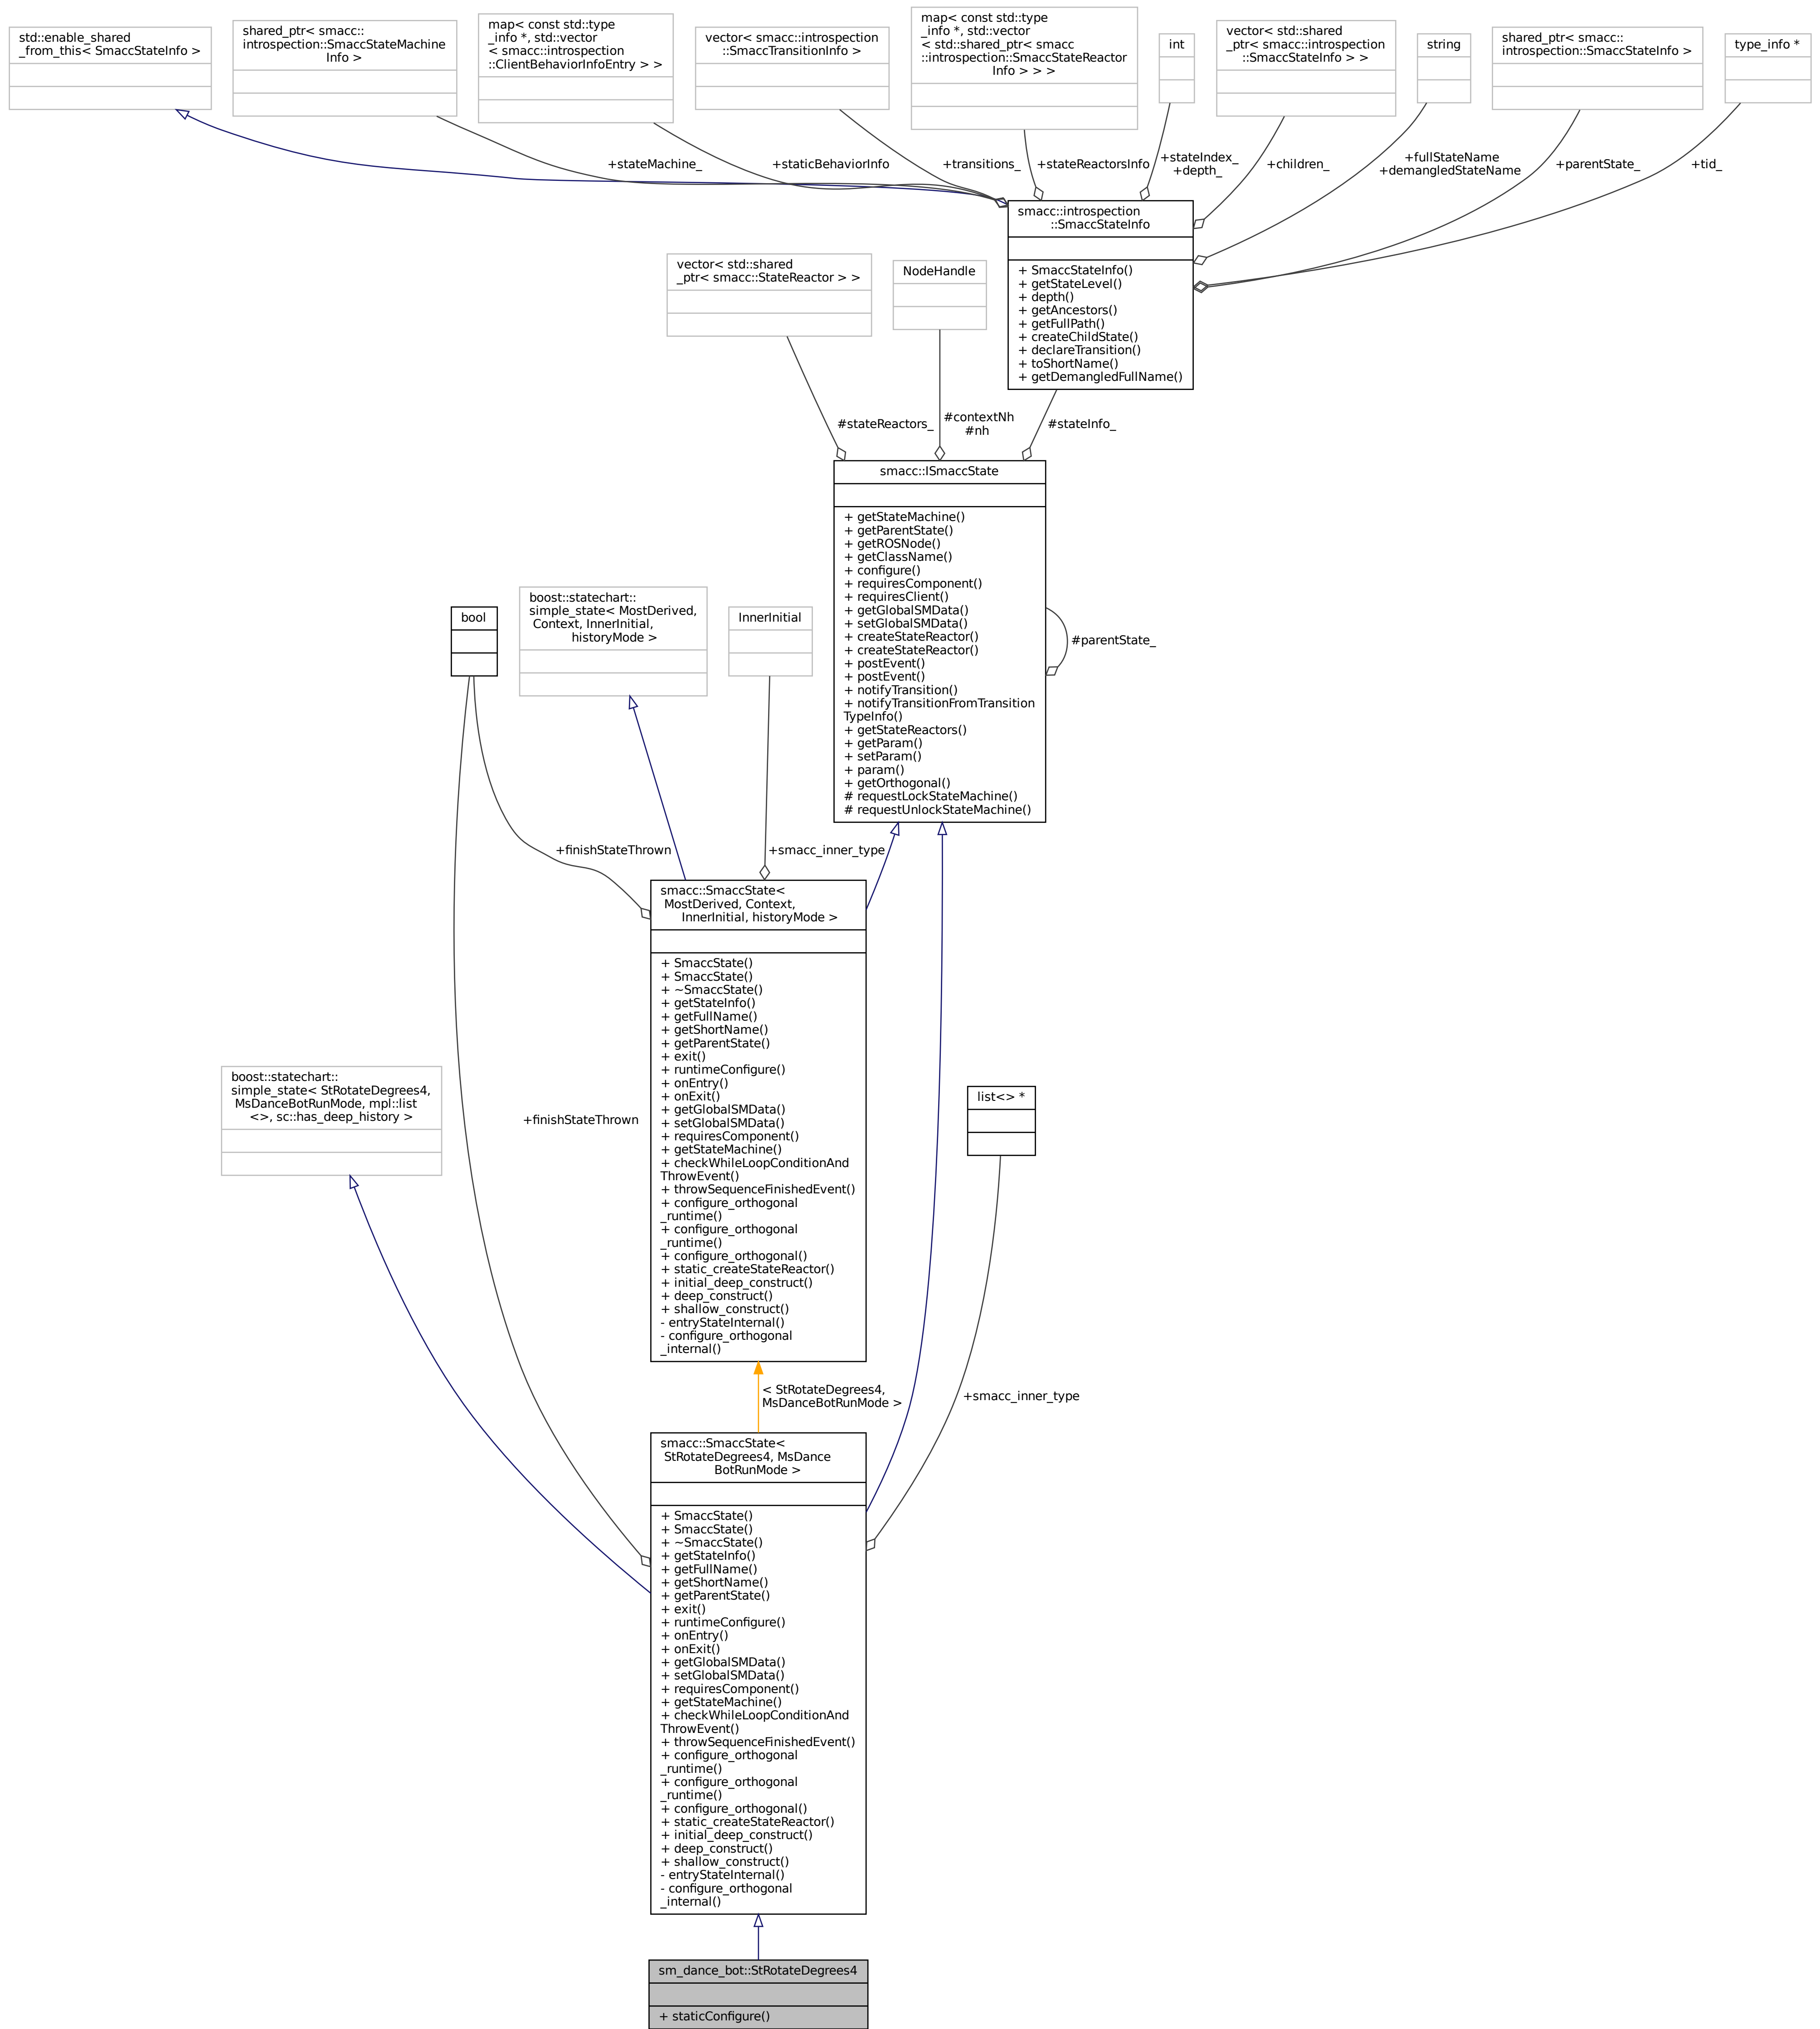 std::enable_shared
_from_this< SmaccStateInfo >
shared_ptr< smacc::
introspection::SmaccStateMachine
Info >
map< const std::type
_info *, std::vector
< smacc::introspection
::ClientBehaviorInfoEntry > >
vector< smacc::introspection
::SmaccTransitionInfo >
map< const std::type
_info *, std::vector
< std::shared_ptr< smacc
::introspection::SmaccStateReactor
Info > > >
int
vector< std::shared
_ptr< smacc::introspection
::SmaccStateInfo > >
string
shared_ptr< smacc::
introspection::SmaccStateInfo >
type_info *
+stateMachine_
+staticBehaviorInfo
+transitions_
+stateReactorsInfo
+stateIndex_
+depth_
+children_
+fullStateName
+demangledStateName
+parentState_
+tid_
smacc::introspection
::SmaccStateInfo
+ SmaccStateInfo()
+ getStateLevel()
+ depth()
+ getAncestors()
+ getFullPath()
+ createChildState()
+ declareTransition()
+ toShortName()
+ getDemangledFullName()
vector< std::shared
_ptr< smacc::StateReactor > >
NodeHandle
#stateReactors_
#contextNh
#nh
#stateInfo_
smacc::ISmaccState
+ getStateMachine()
+ getParentState()
+ getROSNode()
+ getClassName()
+ configure()
+ requiresComponent()
+ requiresClient()
+ getGlobalSMData()
+ setGlobalSMData()
+ createStateReactor()
+ createStateReactor()
+ postEvent()
+ postEvent()
+ notifyTransition()
+ notifyTransitionFromTransition
TypeInfo()
+ getStateReactors()
+ getParam()
+ setParam()
+ param()
+ getOrthogonal()
# requestLockStateMachine()
# requestUnlockStateMachine()
#parentState_
bool
boost::statechart::
simple_state< MostDerived,
Context, InnerInitial,
historyMode >
InnerInitial
+finishStateThrown
+smacc_inner_type
smacc::SmaccState<
MostDerived, Context,
InnerInitial, historyMode >
+ SmaccState()
+ SmaccState()
+ ~SmaccState()
+ getStateInfo()
+ getFullName()
+ getShortName()
+ getParentState()
+ exit()
+ runtimeConfigure()
+ onEntry()
+ onExit()
+ getGlobalSMData()
+ setGlobalSMData()
+ requiresComponent()
+ getStateMachine()
+ checkWhileLoopConditionAnd
ThrowEvent()
+ throwSequenceFinishedEvent()
+ configure_orthogonal
_runtime()
+ configure_orthogonal
_runtime()
+ configure_orthogonal()
+ static_createStateReactor()
+ initial_deep_construct()
+ deep_construct()
+ shallow_construct()
- entryStateInternal()
- configure_orthogonal
_internal()
boost::statechart::
simple_state< StRotateDegrees4,
MsDanceBotRunMode, mpl::list
<>, sc::has_deep_history >
+finishStateThrown
list<> *
< StRotateDegrees4,
MsDanceBotRunMode >
+smacc_inner_type
smacc::SmaccState<
StRotateDegrees4, MsDance
BotRunMode >
+ SmaccState()
+ SmaccState()
+ ~SmaccState()
+ getStateInfo()
+ getFullName()
+ getShortName()
+ getParentState()
+ exit()
+ runtimeConfigure()
+ onEntry()
+ onExit()
+ getGlobalSMData()
+ setGlobalSMData()
+ requiresComponent()
+ getStateMachine()
+ checkWhileLoopConditionAnd
ThrowEvent()
+ throwSequenceFinishedEvent()
+ configure_orthogonal
_runtime()
+ configure_orthogonal
_runtime()
+ configure_orthogonal()
+ static_createStateReactor()
+ initial_deep_construct()
+ deep_construct()
+ shallow_construct()
- entryStateInternal()
- configure_orthogonal
_internal()
sm_dance_bot::StRotateDegrees4
+ staticConfigure()